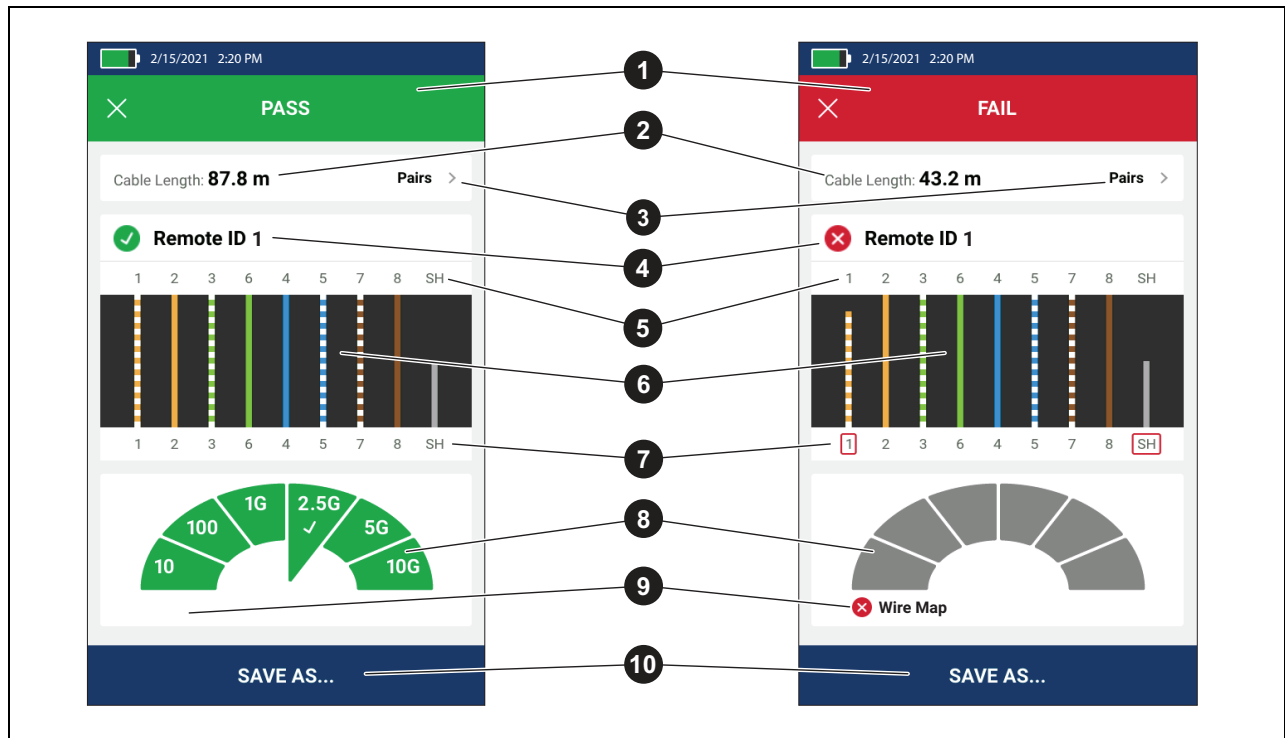 2/15/2021 2:20 PM
PASS
Cable Length: 87.8 m Pairs >
Remote ID 1
1 2 3 6 4 5 7 8 SH
1 2 3 6 4 5 7 8 SH
10 100 1G 2.5G 5G 10G
SAVE AS...
1
2
3
4
5
6
7
8
9
10
2/15/2021 2:20 PM
FAIL
Cable Length: 43.2 m Pairs >
Remote ID 1
1 2 3 6 4 5 7 8 SH
1 2 3 6 4 5 7 8 SH
Wire Map
SAVE AS...